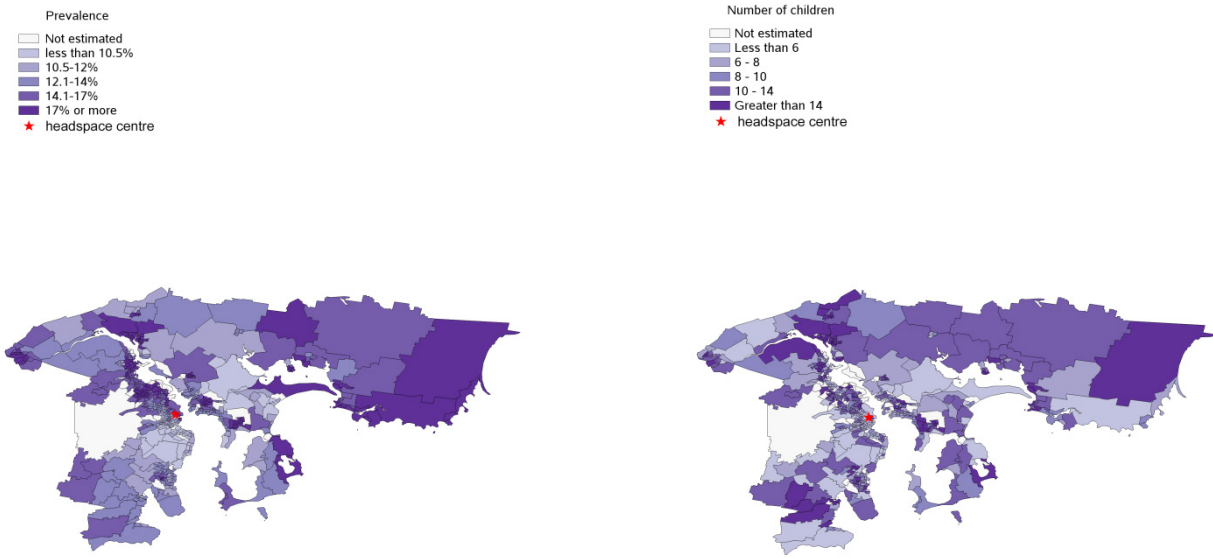 Prevalence
Not estimated
less than 10.5%
10.5-12%
12.1-14%
14.1-17%
17% or more
headspace centre
Number of children
Not estimated
Less than 6
6 - 8
8 - 10
10 - 14
Greater than 14
headspace centre